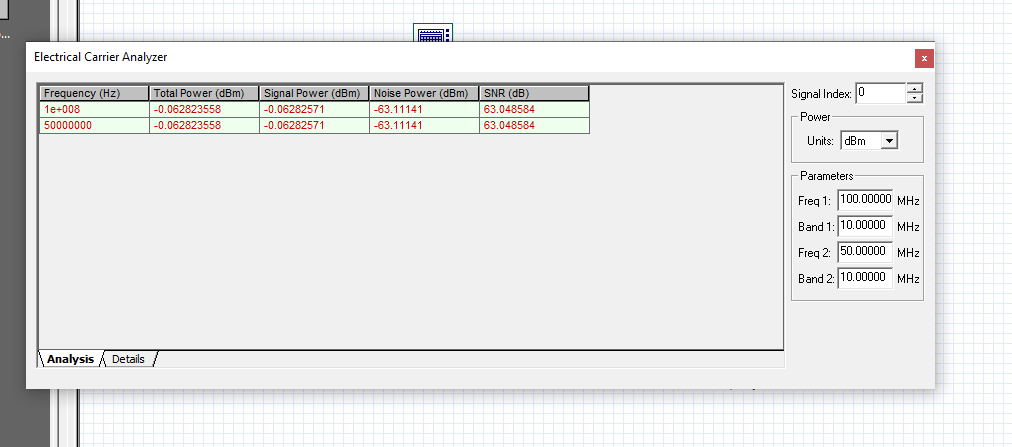 ...
Electrical Carrier Analyzer
x
Frequency (Hz) Total Power (dBm) Signal Power (dBm) Noise Power (dBm) SNR (dB)
1e+008 -0.062823558 -0.06282571 -63.11141 63.048584
50000000 -0.062823558 -0.06282571 -63.11141 63.048584
Signal Index: 0
Power
Units: dBm
Parameters
Freq 1: 100.00000 MHz
Band 1: 10.00000 MHz
Freq 2: 50.00000 MHz
Band 2: 10.00000 MHz
Analysis Details